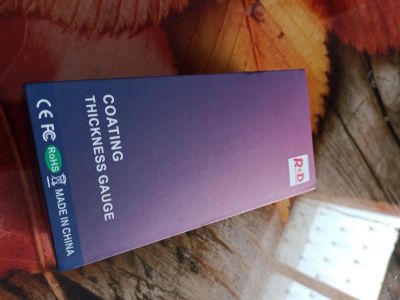 R&D
COATING
THICKNESS GAUGE
CE FC RoHS MADE IN CHINA